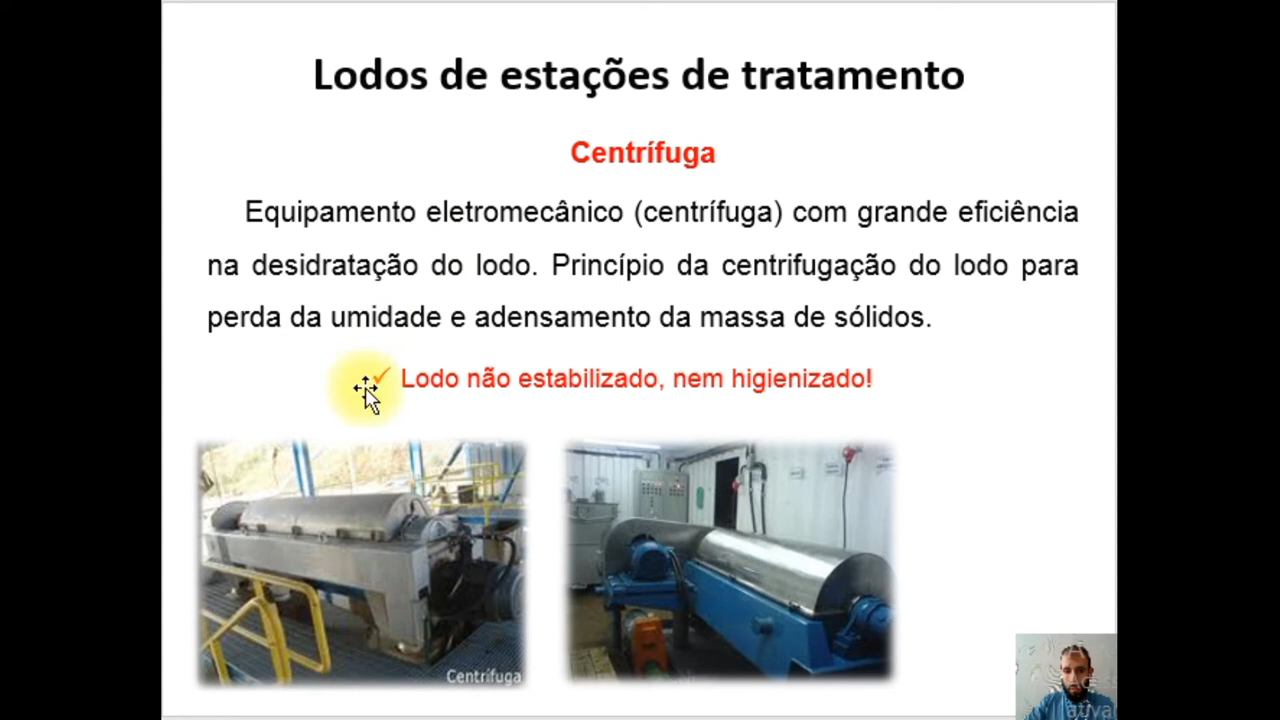 Lodos de estações de tratamento
Centrífuga
Equipamento eletromecânico (centrífuga) com grande eficiência
na desidratação do lodo. Princípio da centrifugação do lodo para
perda da umidade e adensamento da massa de sólidos.
✓ Lodo não estabilizado, nem higienizado!
Centrífuga